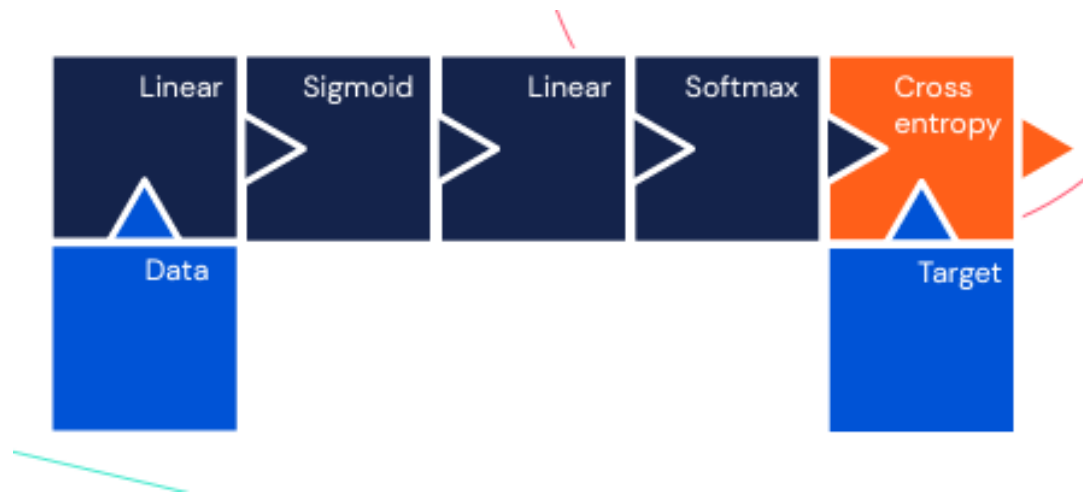 Linear
Sigmoid
Linear
Softmax
Cross
entropy
Data
Target